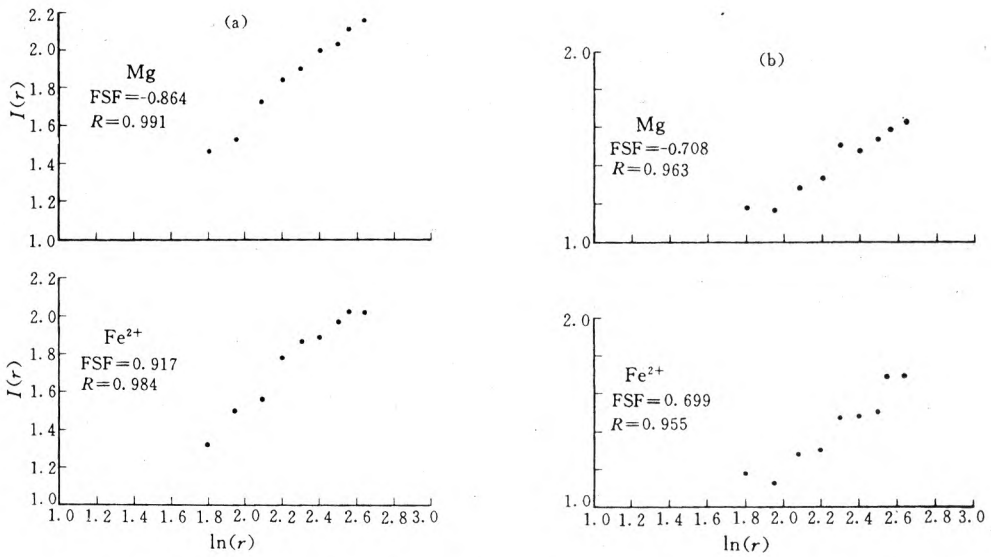 (a)
I(r)
2.2
2.0
1.8
1.6
1.4
1.2
1.0
Mg
FSF=-0.864
R=0.991
(b)
2.0
1.0
Mg
FSF=-0.708
R=0.963
I(r)
2.2
2.0
1.8
1.6
1.4
1.2
1.0
Fe²⁺
FSF=0.917
R=0.984
1.0 1.2 1.4 1.6 1.8 2.0 2.2 2.4 2.6 2.8 3.0
ln(r)
2.0
1.0
Fe²⁺
FSF=0.699
R=0.955
1.0 1.2 1.4 1.6 1.8 2.0 2.2 2.4 2.6 2.8 3.0
ln(r)